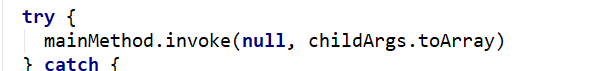 try {
mainMethod.invoke(null, childArgs.toArray)
} catch {